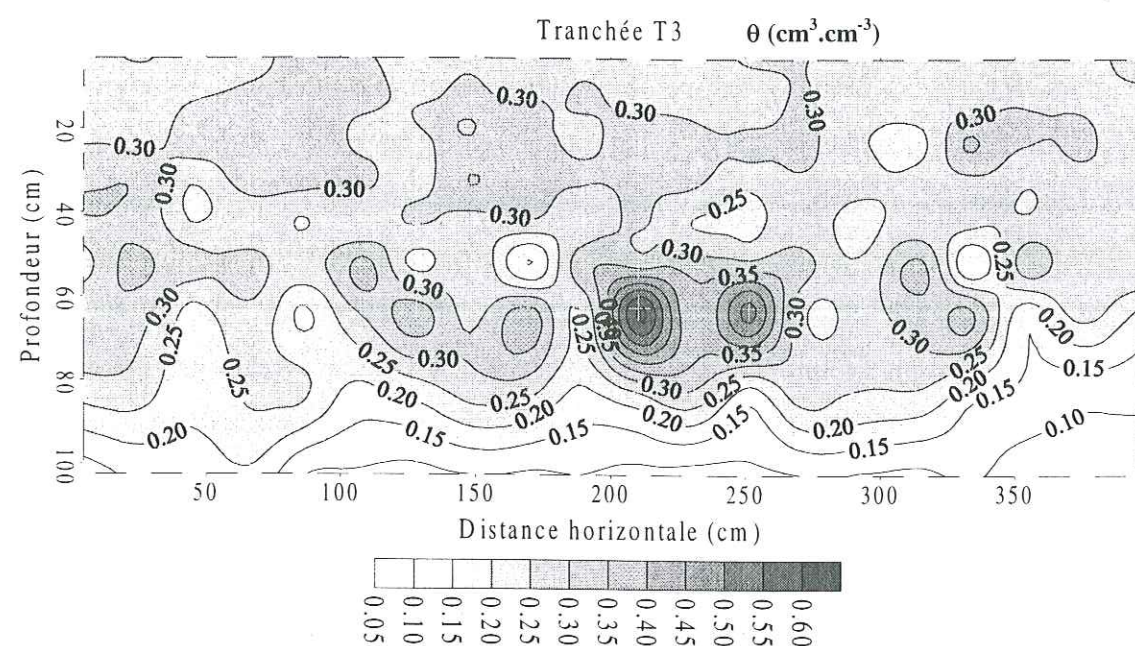 Tranchée T3 θ (cm³.cm⁻³)
0.30 0.30 0.30 0.30 0.30
20
0.30 0.30 0.30
40
0.30 0.25
0.30 0.25
0.35
60
0.30 0.30 0.20
0.25 0.25 0.30
0.30 0.35 0.25 0.15
0.25 0.25 0.30 0.25 0.20
80
0.20 0.20 0.20 0.15 0.20 0.15
0.20 0.15 0.15 0.15 0.10
100
Profondeur (cm)
50 100 150 200 250 300 350
Distance horizontale (cm)
0.05 0.10 0.15 0.20 0.25 0.30 0.35 0.40 0.45 0.50 0.55 0.60